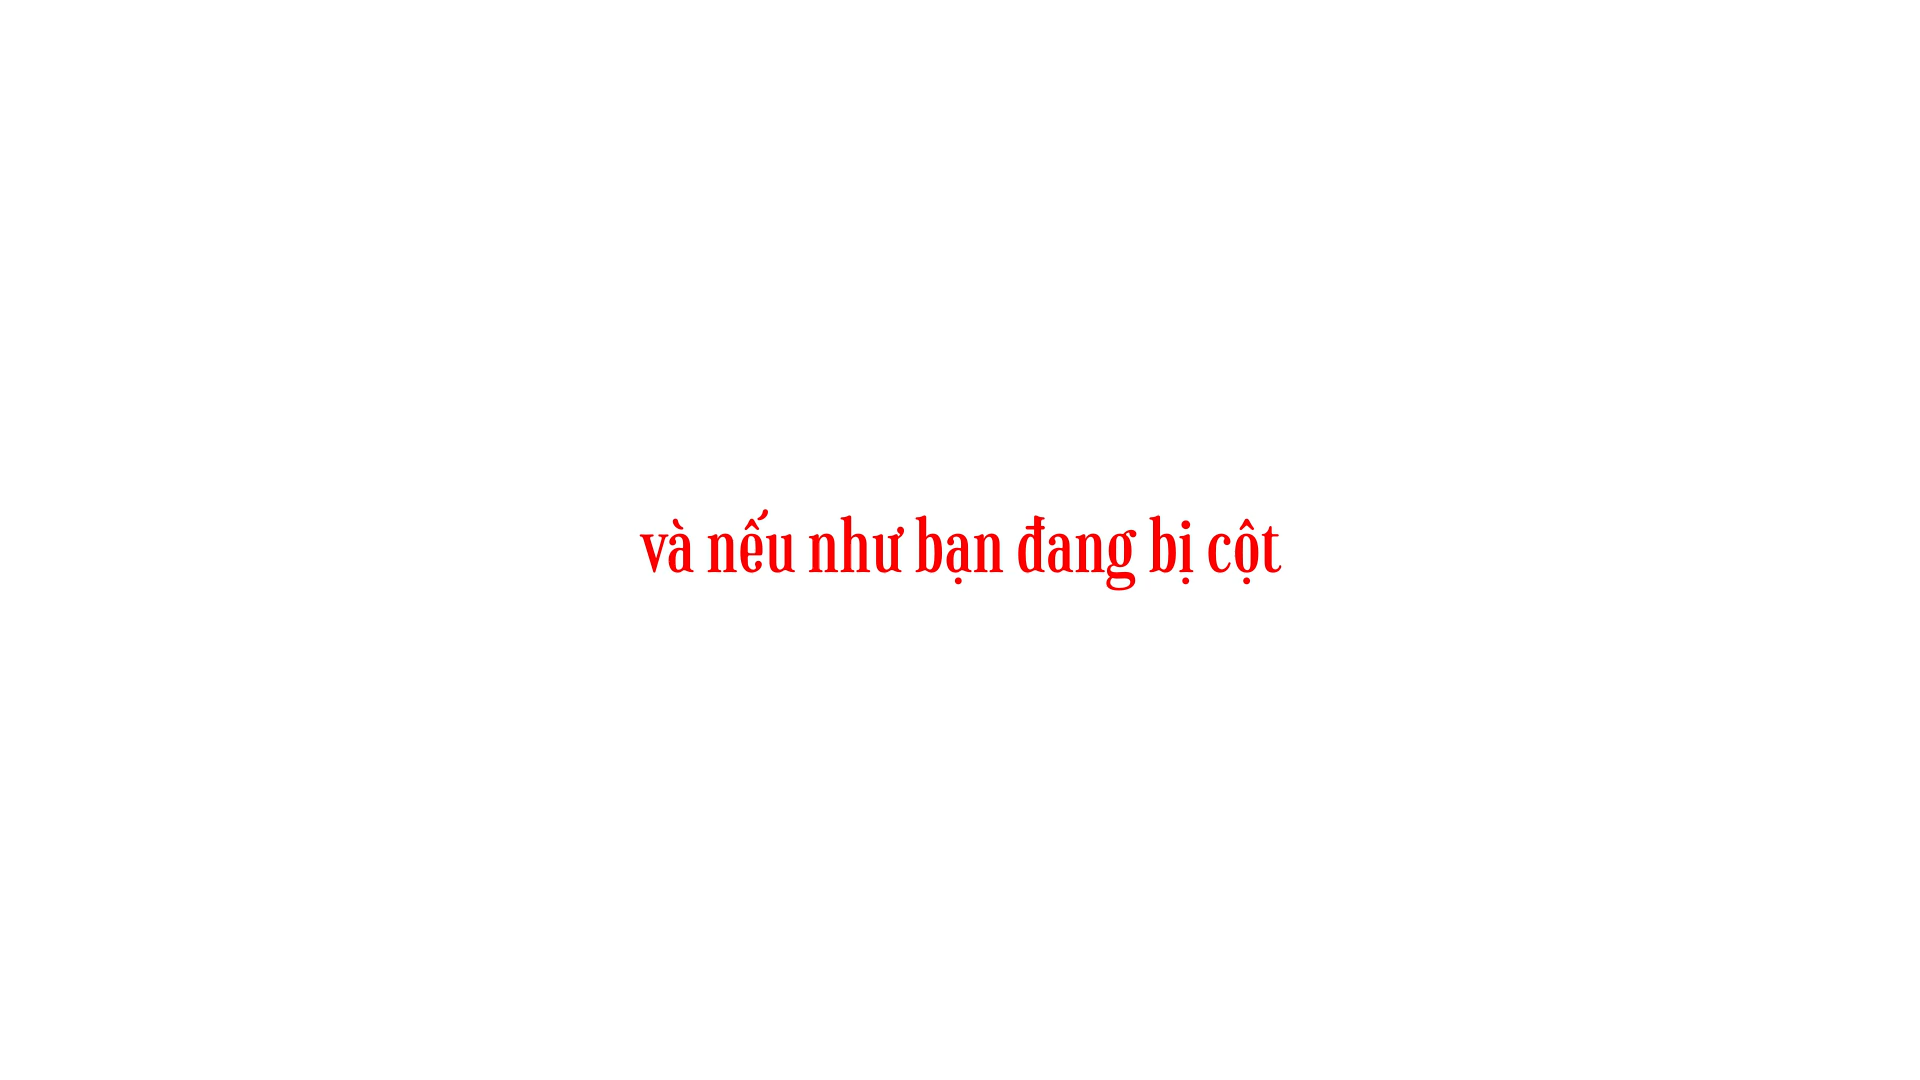 và nếu như bạn đang bị cột